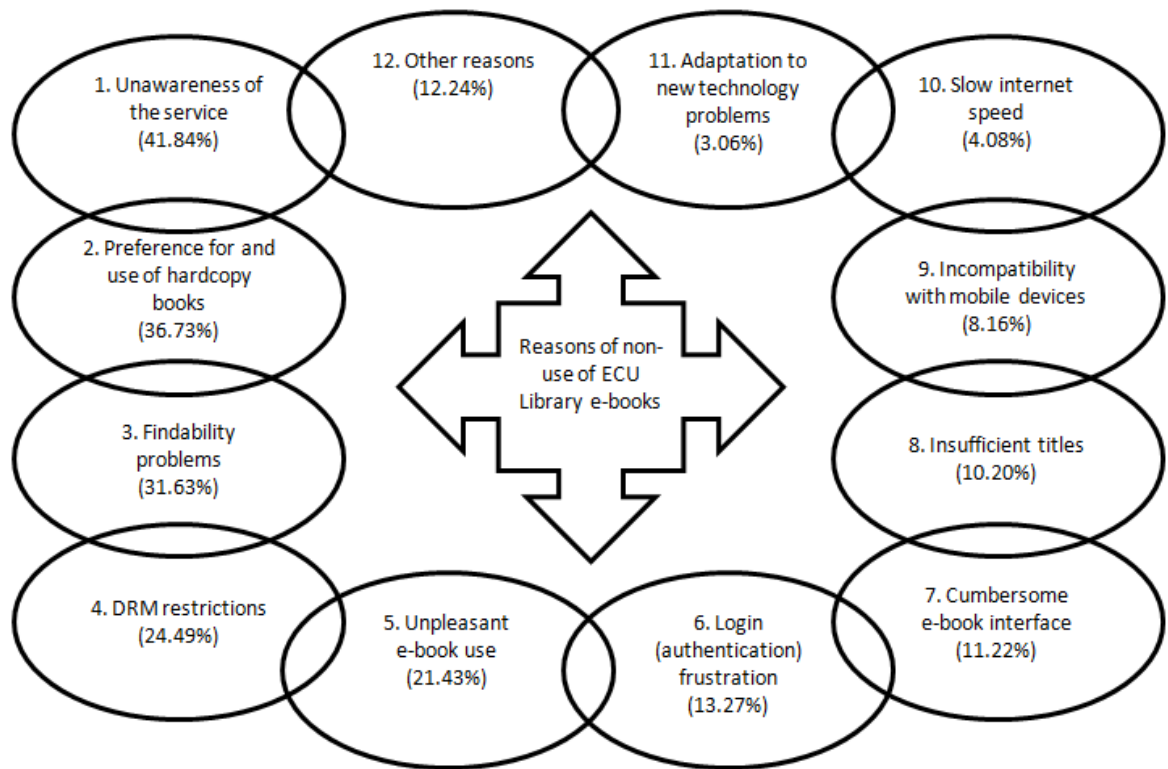 1. Unawareness of
the service
(41.84%)
12. Other reasons
(12.24%)
11. Adaptation to
new technology
problems
(3.06%)
10. Slow internet
speed
(4.08%)
2. Preference for and
use of hardcopy
books
(36.73%)
9. Incompatibility
with mobile devices
(8.16%)
Reasons of non-
use of ECU
Library e-books
3. Findability
problems
(31.63%)
8. Insufficient titles
(10.20%)
4. DRM restrictions
(24.49%)
5. Unpleasant
e-book use
(21.43%)
6. Login
(authentication)
frustration
(13.27%)
7. Cumbersome
e-book interface
(11.22%)